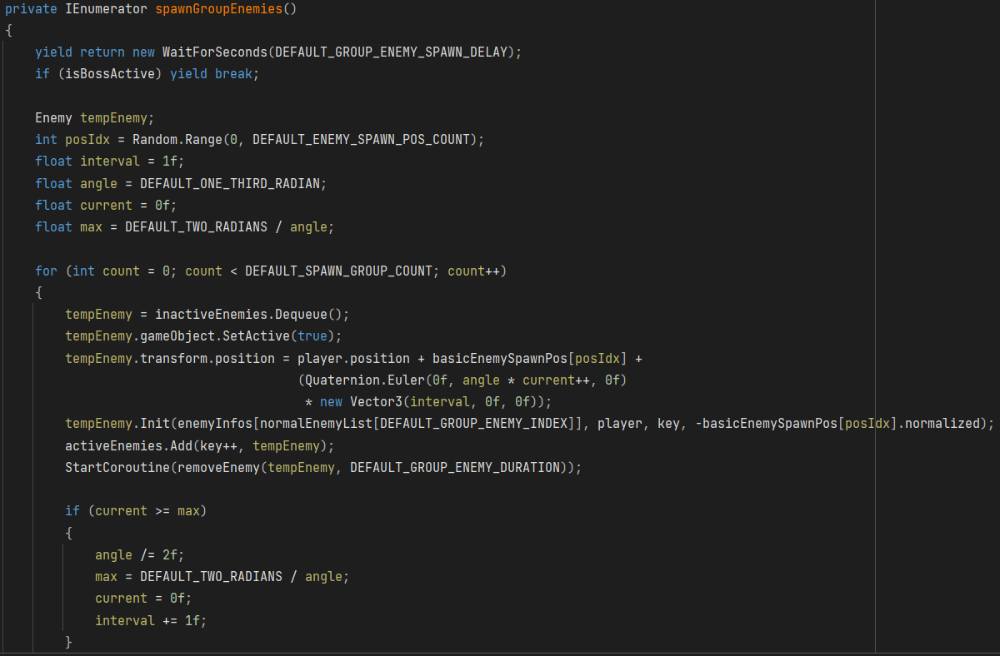 private IEnumerator spawnGroupEnemies()
{
    yield return new WaitForSeconds(DEFAULT_GROUP_ENEMY_SPAWN_DELAY);
    if (isBossActive) yield break;

    Enemy tempEnemy;
    int posIdx = Random.Range(0, DEFAULT_ENEMY_SPAWN_POS_COUNT);
    float interval = 1f;
    float angle = DEFAULT_ONE_THIRD_RADIAN;
    float current = 0f;
    float max = DEFAULT_TWO_RADIANS / angle;

    for (int count = 0; count < DEFAULT_SPAWN_GROUP_COUNT; count++)
    {
        tempEnemy = inactiveEnemies.Dequeue();
        tempEnemy.gameObject.SetActive(true);
        tempEnemy.transform.position = player.position + basicEnemySpawnPos[posIdx] +
                                       (Quaternion.Euler(0f, angle * current++, 0f)
                                        * new Vector3(interval, 0f, 0f));
        tempEnemy.Init(enemyInfos[normalEnemyList[DEFAULT_GROUP_ENEMY_INDEX]], player, key, -basicEnemySpawnPos[posIdx].normalized);
        activeEnemies.Add(key++, tempEnemy);
        StartCoroutine(removeEnemy(tempEnemy, DEFAULT_GROUP_ENEMY_DURATION));

        if (current >= max)
        {
            angle /= 2f;
            max = DEFAULT_TWO_RADIANS / angle;
            current = 0f;
            interval += 1f;
        }